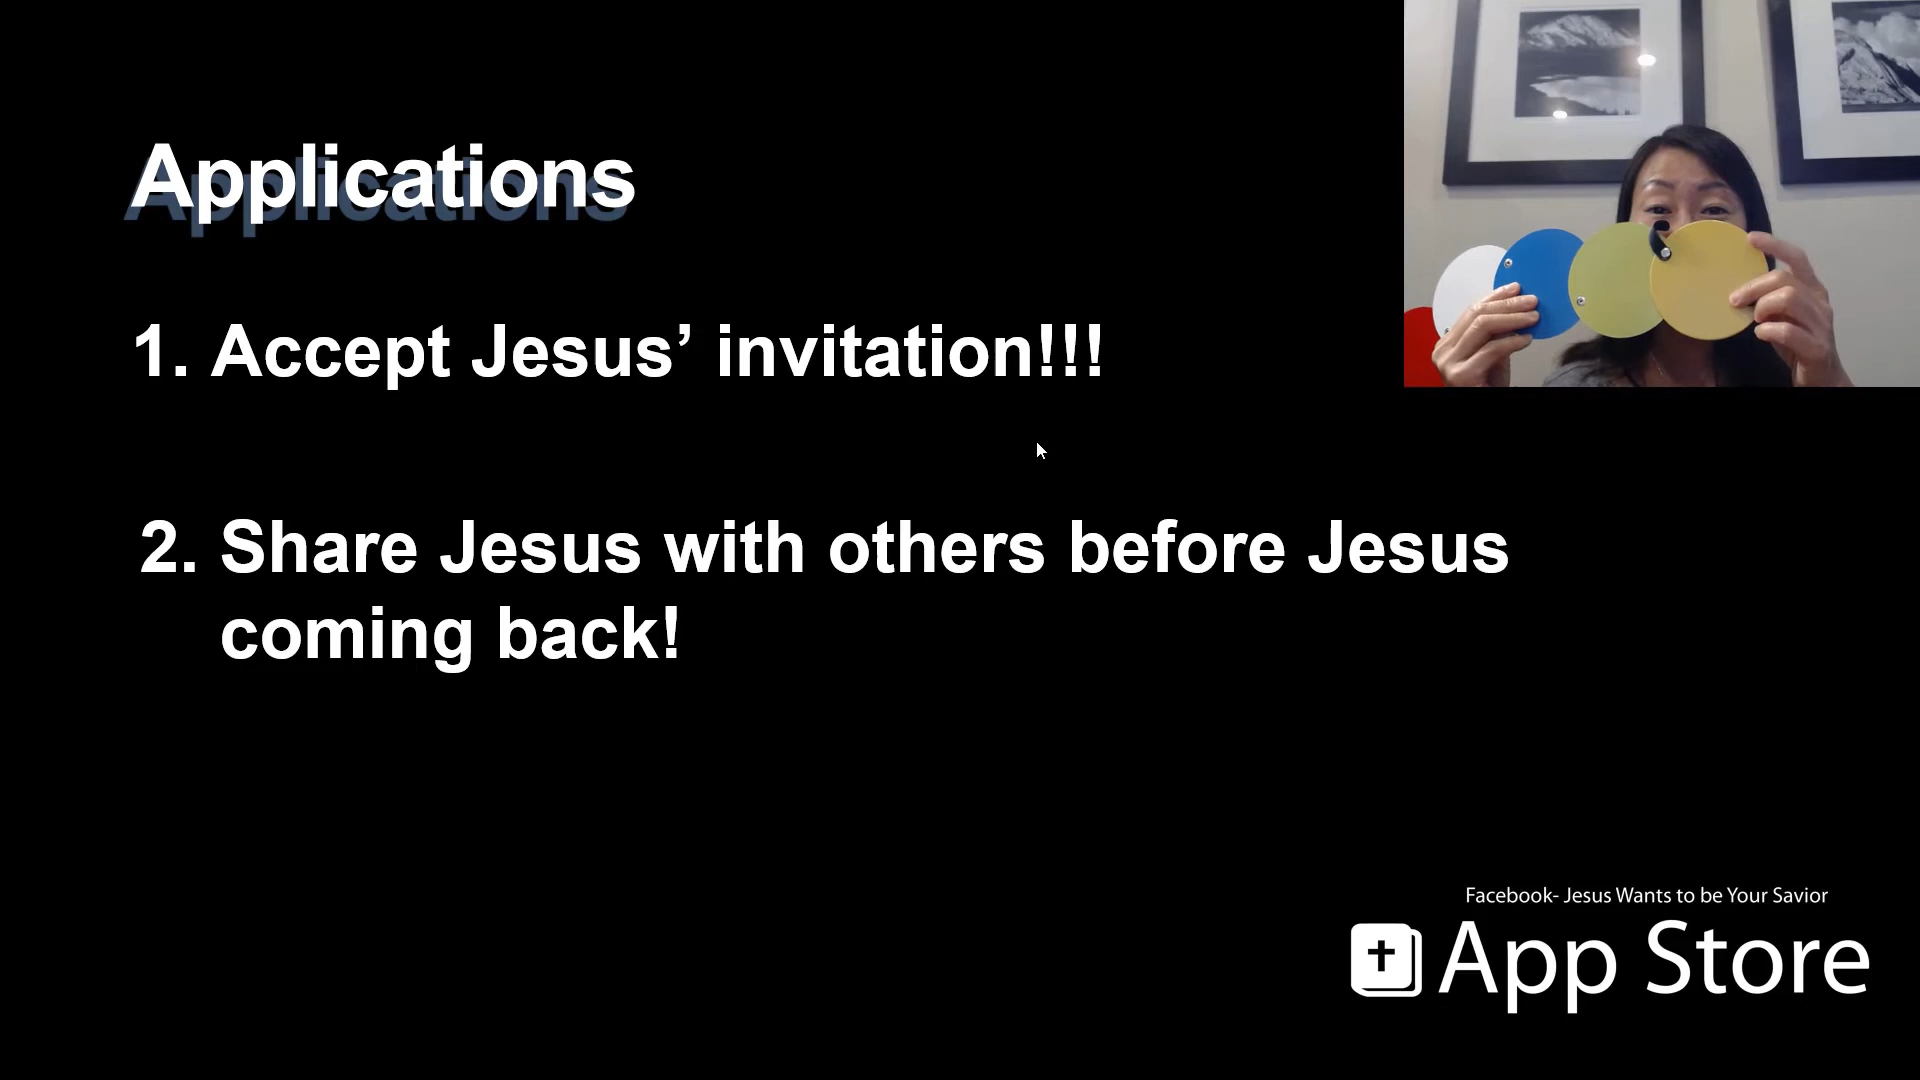 Applications
1. Accept Jesus’ invitation!!!
2. Share Jesus with others before Jesus
coming back!
Facebook- Jesus Wants to be Your Savior
App Store